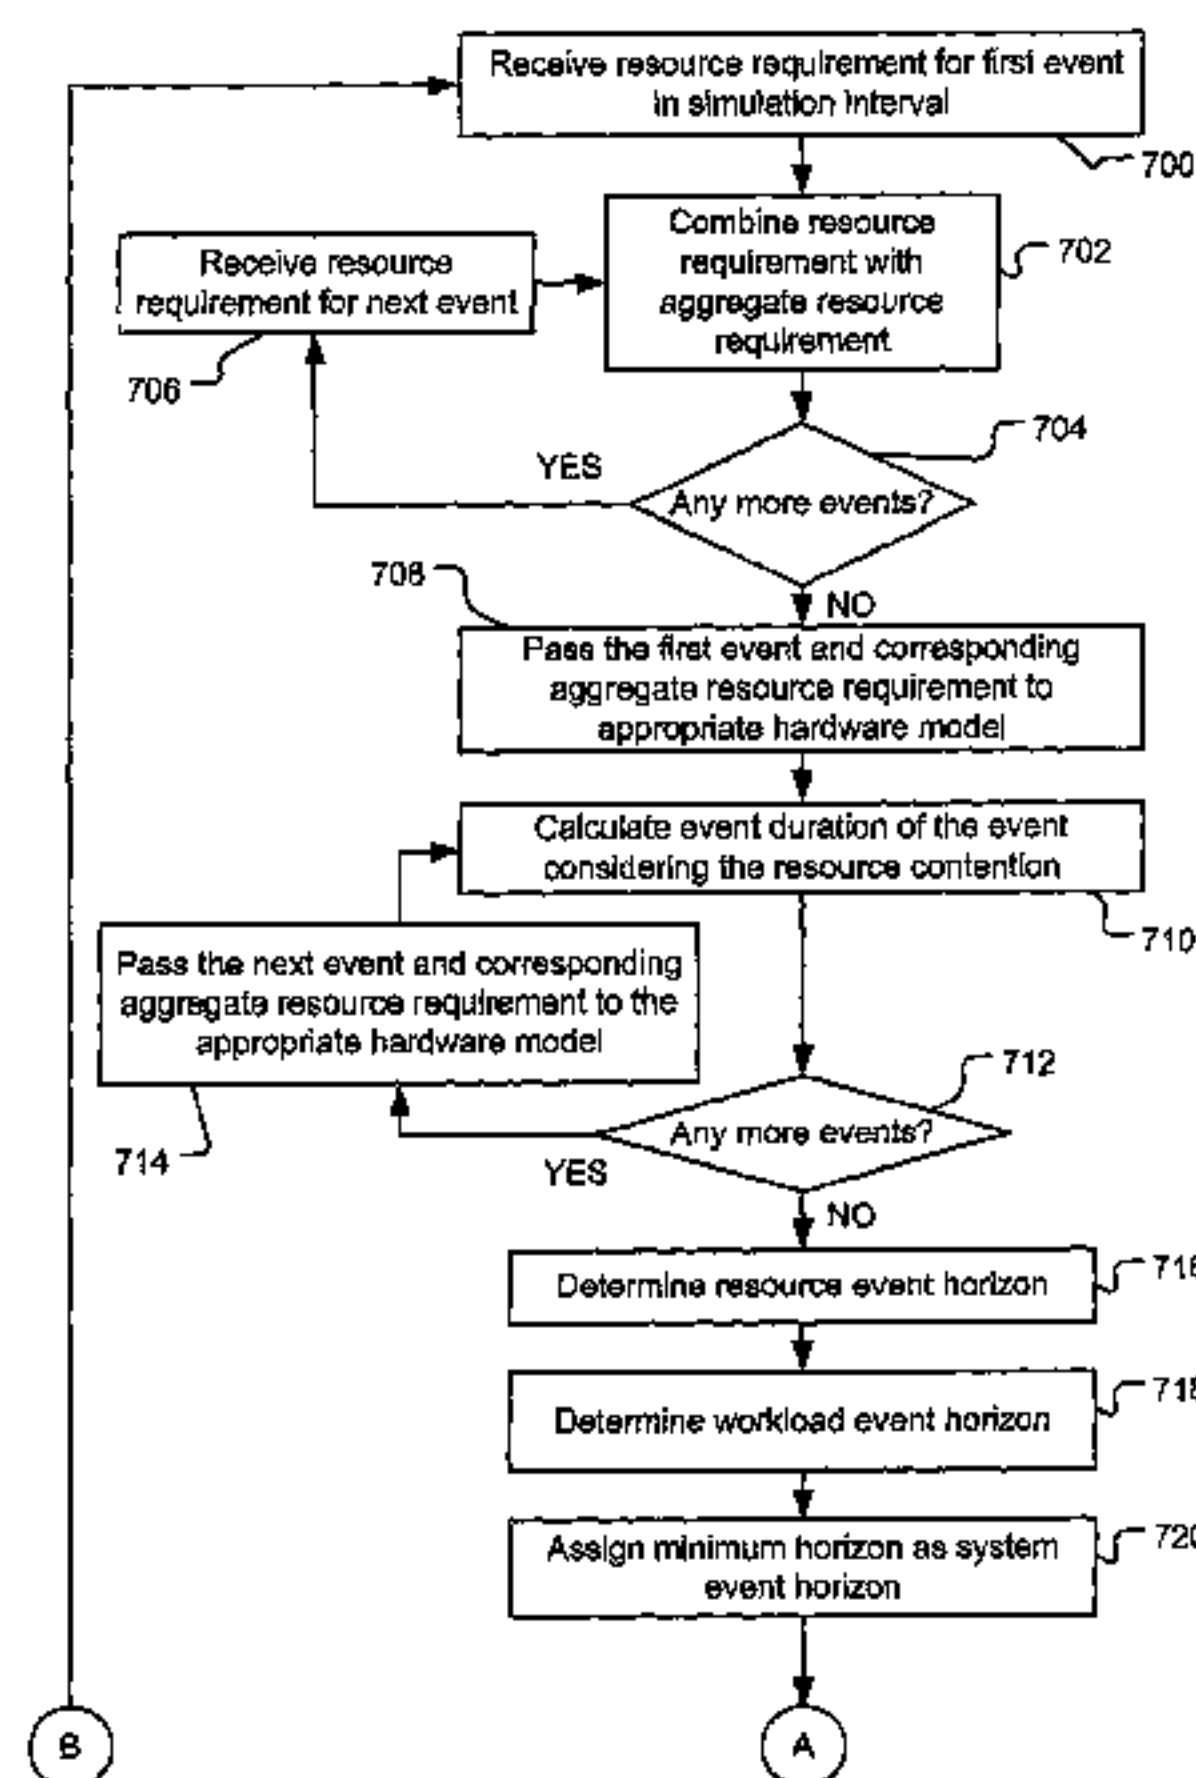 Receive resource requirement for first event
in simulation interval
700
Combine resource
requirement with
aggregate resource
requirement
702
Receive resource
requirement for next event
706
704
YES
Any more events?
708
NO
Pass the first event and corresponding
aggregate resource requirement to
appropriate hardware model
Calculate event duration of the event
considering the resource contention
710
Pass the next event and corresponding
aggregate resource requirement to the
appropriate hardware model
712
Any more events?
714
YES
NO
716
Determine resource event horizon
718
Determine workload event horizon
720
Assign minimum horizon as system
event horizon
B
A